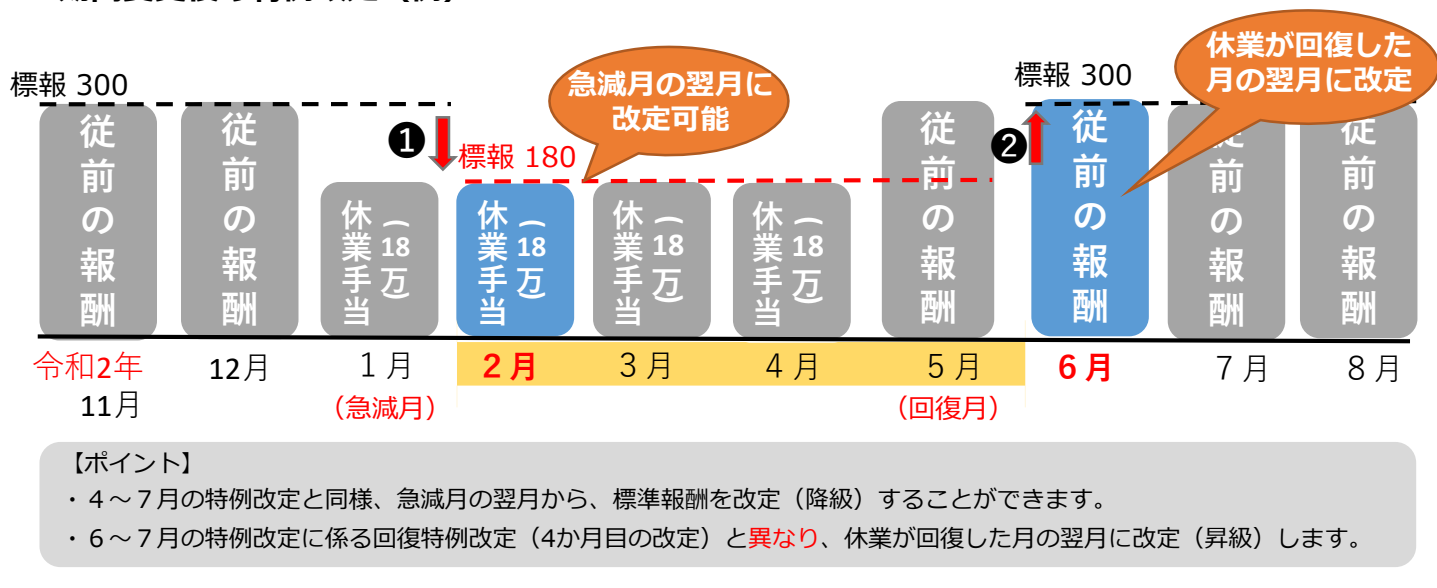 標報 300
従前の報酬
従前の報酬
❶
休業手当
(18万)
標報 180
急減月の翌月に
改定可能
休業手当
(18万)
休業手当
(18万)
休業手当
(18万)
従前の報酬
❷
標報 300
休業が回復した
月の翌月に改定
従前の報酬
従前の報酬
従前の報酬
令和2年
11月
12月
1月
(急減月)
2月
3月
4月
5月
(回復月)
6月
7月
8月
【ポイント】
・４～７月の特例改定と同様、急減月の翌月から、標準報酬を改定（降級）することができます。
・６～７月の特例改定に係る回復特例改定（4か月目の改定）と異なり、休業が回復した月の翌月に改定（昇級）します。